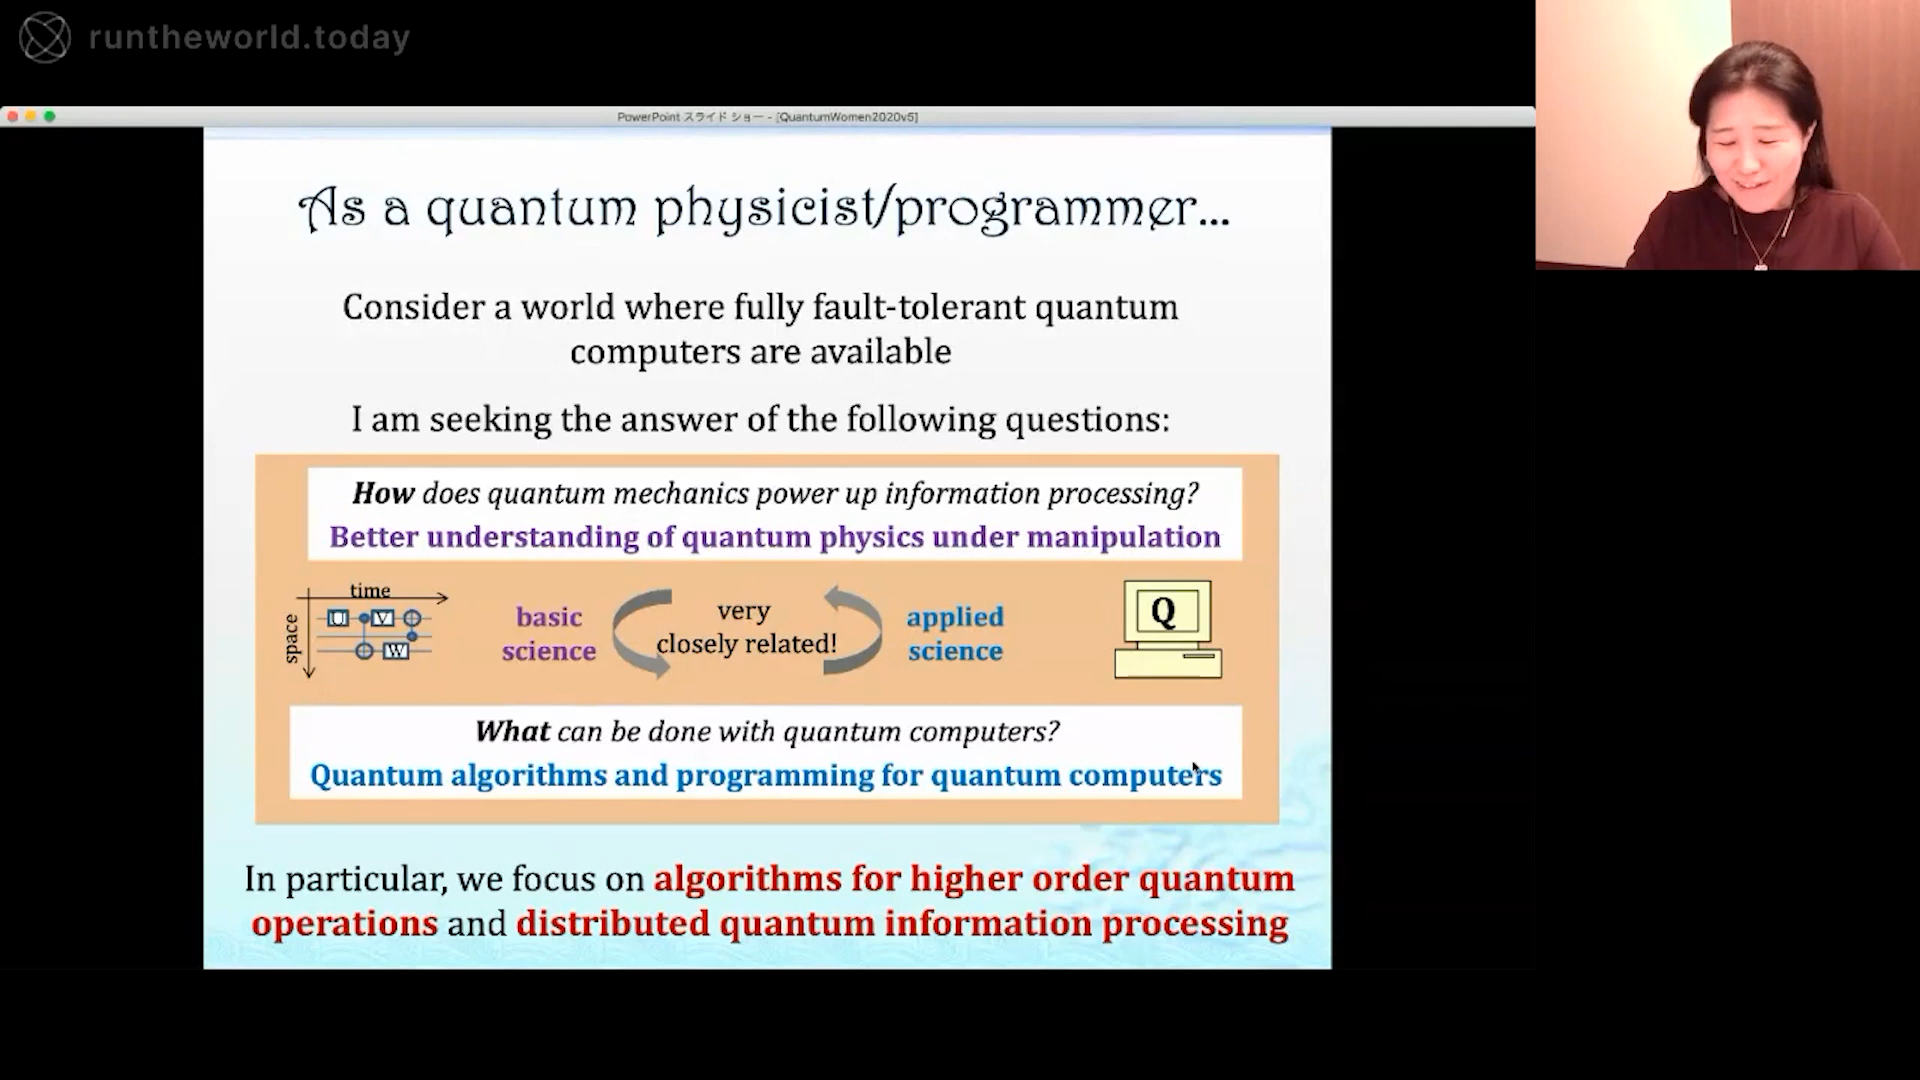 runtheworld.today
PowerPoint スライド ショー - [QuantumWomen2020v5]
As a quantum physicist/programmer...
Consider a world where fully fault-tolerant quantum
computers are available
I am seeking the answer of the following questions:
How does quantum mechanics power up information processing?
Better understanding of quantum physics under manipulation
time
space
U
V
W
basic
science
very
closely related!
applied
science
Q
What can be done with quantum computers?
Quantum algorithms and programming for quantum computers
In particular, we focus on algorithms for higher order quantum
operations and distributed quantum information processing